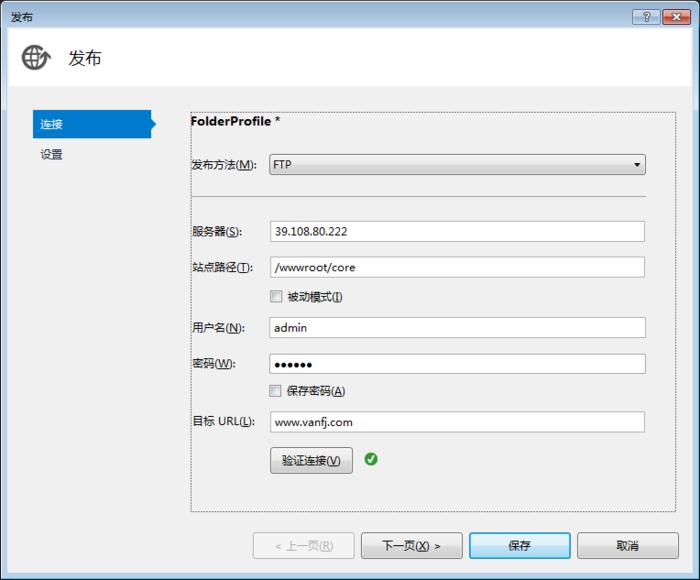 发布
发布
连接
设置
FolderProfile *
发布方法(M): FTP
服务器(S): 39.108.80.222
站点路径(T): /wwwroot/core
被动模式(I)
用户名(N): admin
密码(W): ●●●●●●
保存密码(A)
目标 URL(L): www.vanfj.com
验证连接(V)
< 上一页(R) 下一页(X) > 保存 取消